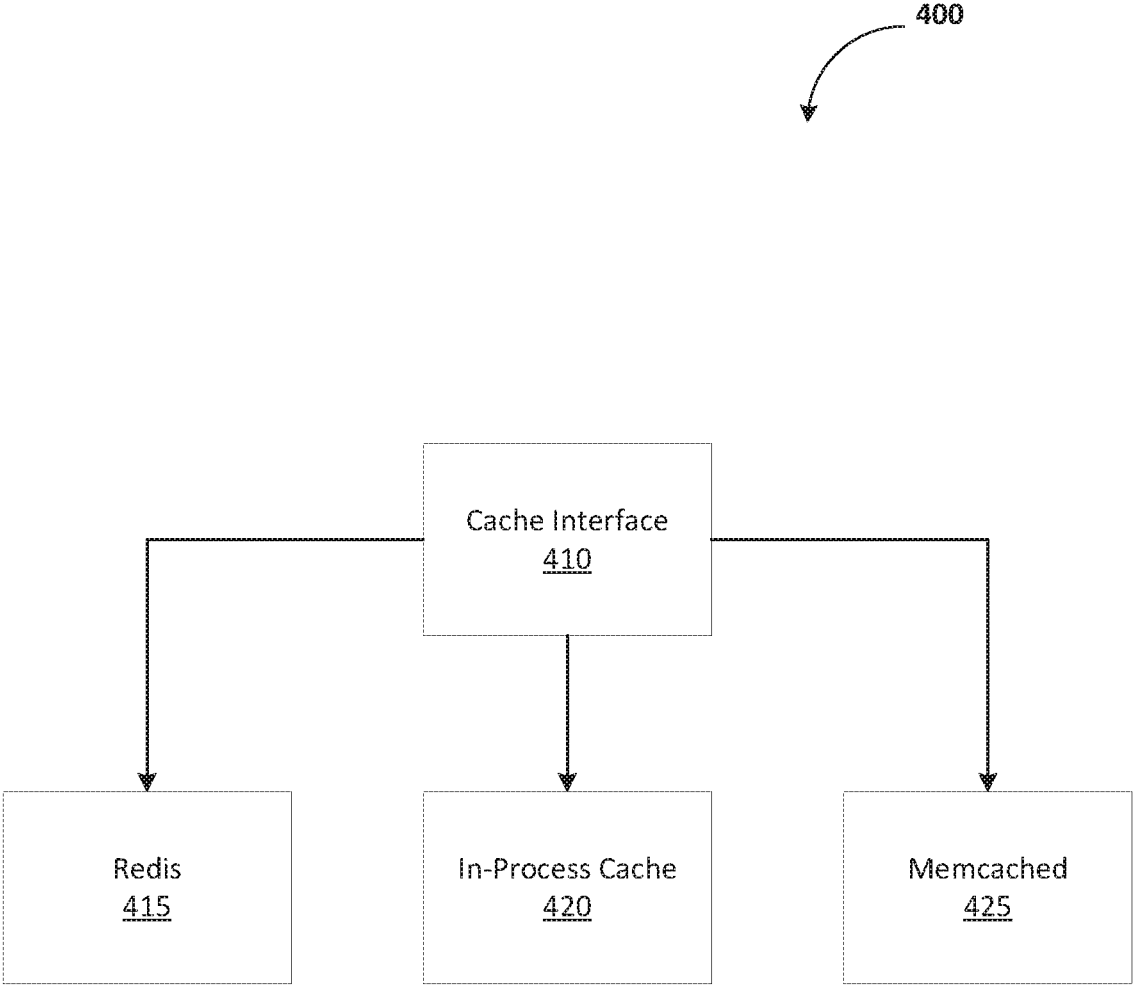 400
Cache Interface
410
Redis
415
In-Process Cache
420
Memcached
425